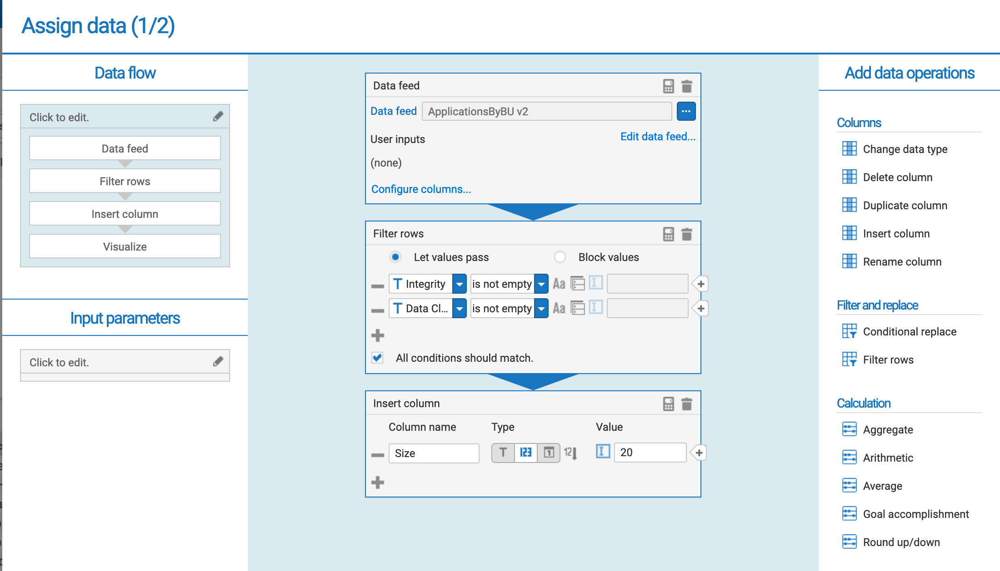 Assign data (1/2)
Data flow
Click to edit.
Data feed
Filter rows
Insert column
Visualize
Input parameters
Click to edit.
Data feed
Data feed ApplicationsByBU v2 ...
User inputs Edit data feed...
(none)
Configure columns...
Filter rows
Let values pass Block values
T Integrity is not empty Aa I
T Data Cl... is not empty Aa I
All conditions should match.
Insert column
Column name Type Value
Size T 123 1 12 I 20
Add data operations
Columns
Change data type
Delete column
Duplicate column
Insert column
Rename column
Filter and replace
Conditional replace
Filter rows
Calculation
Aggregate
Arithmetic
Average
Goal accomplishment
Round up/down